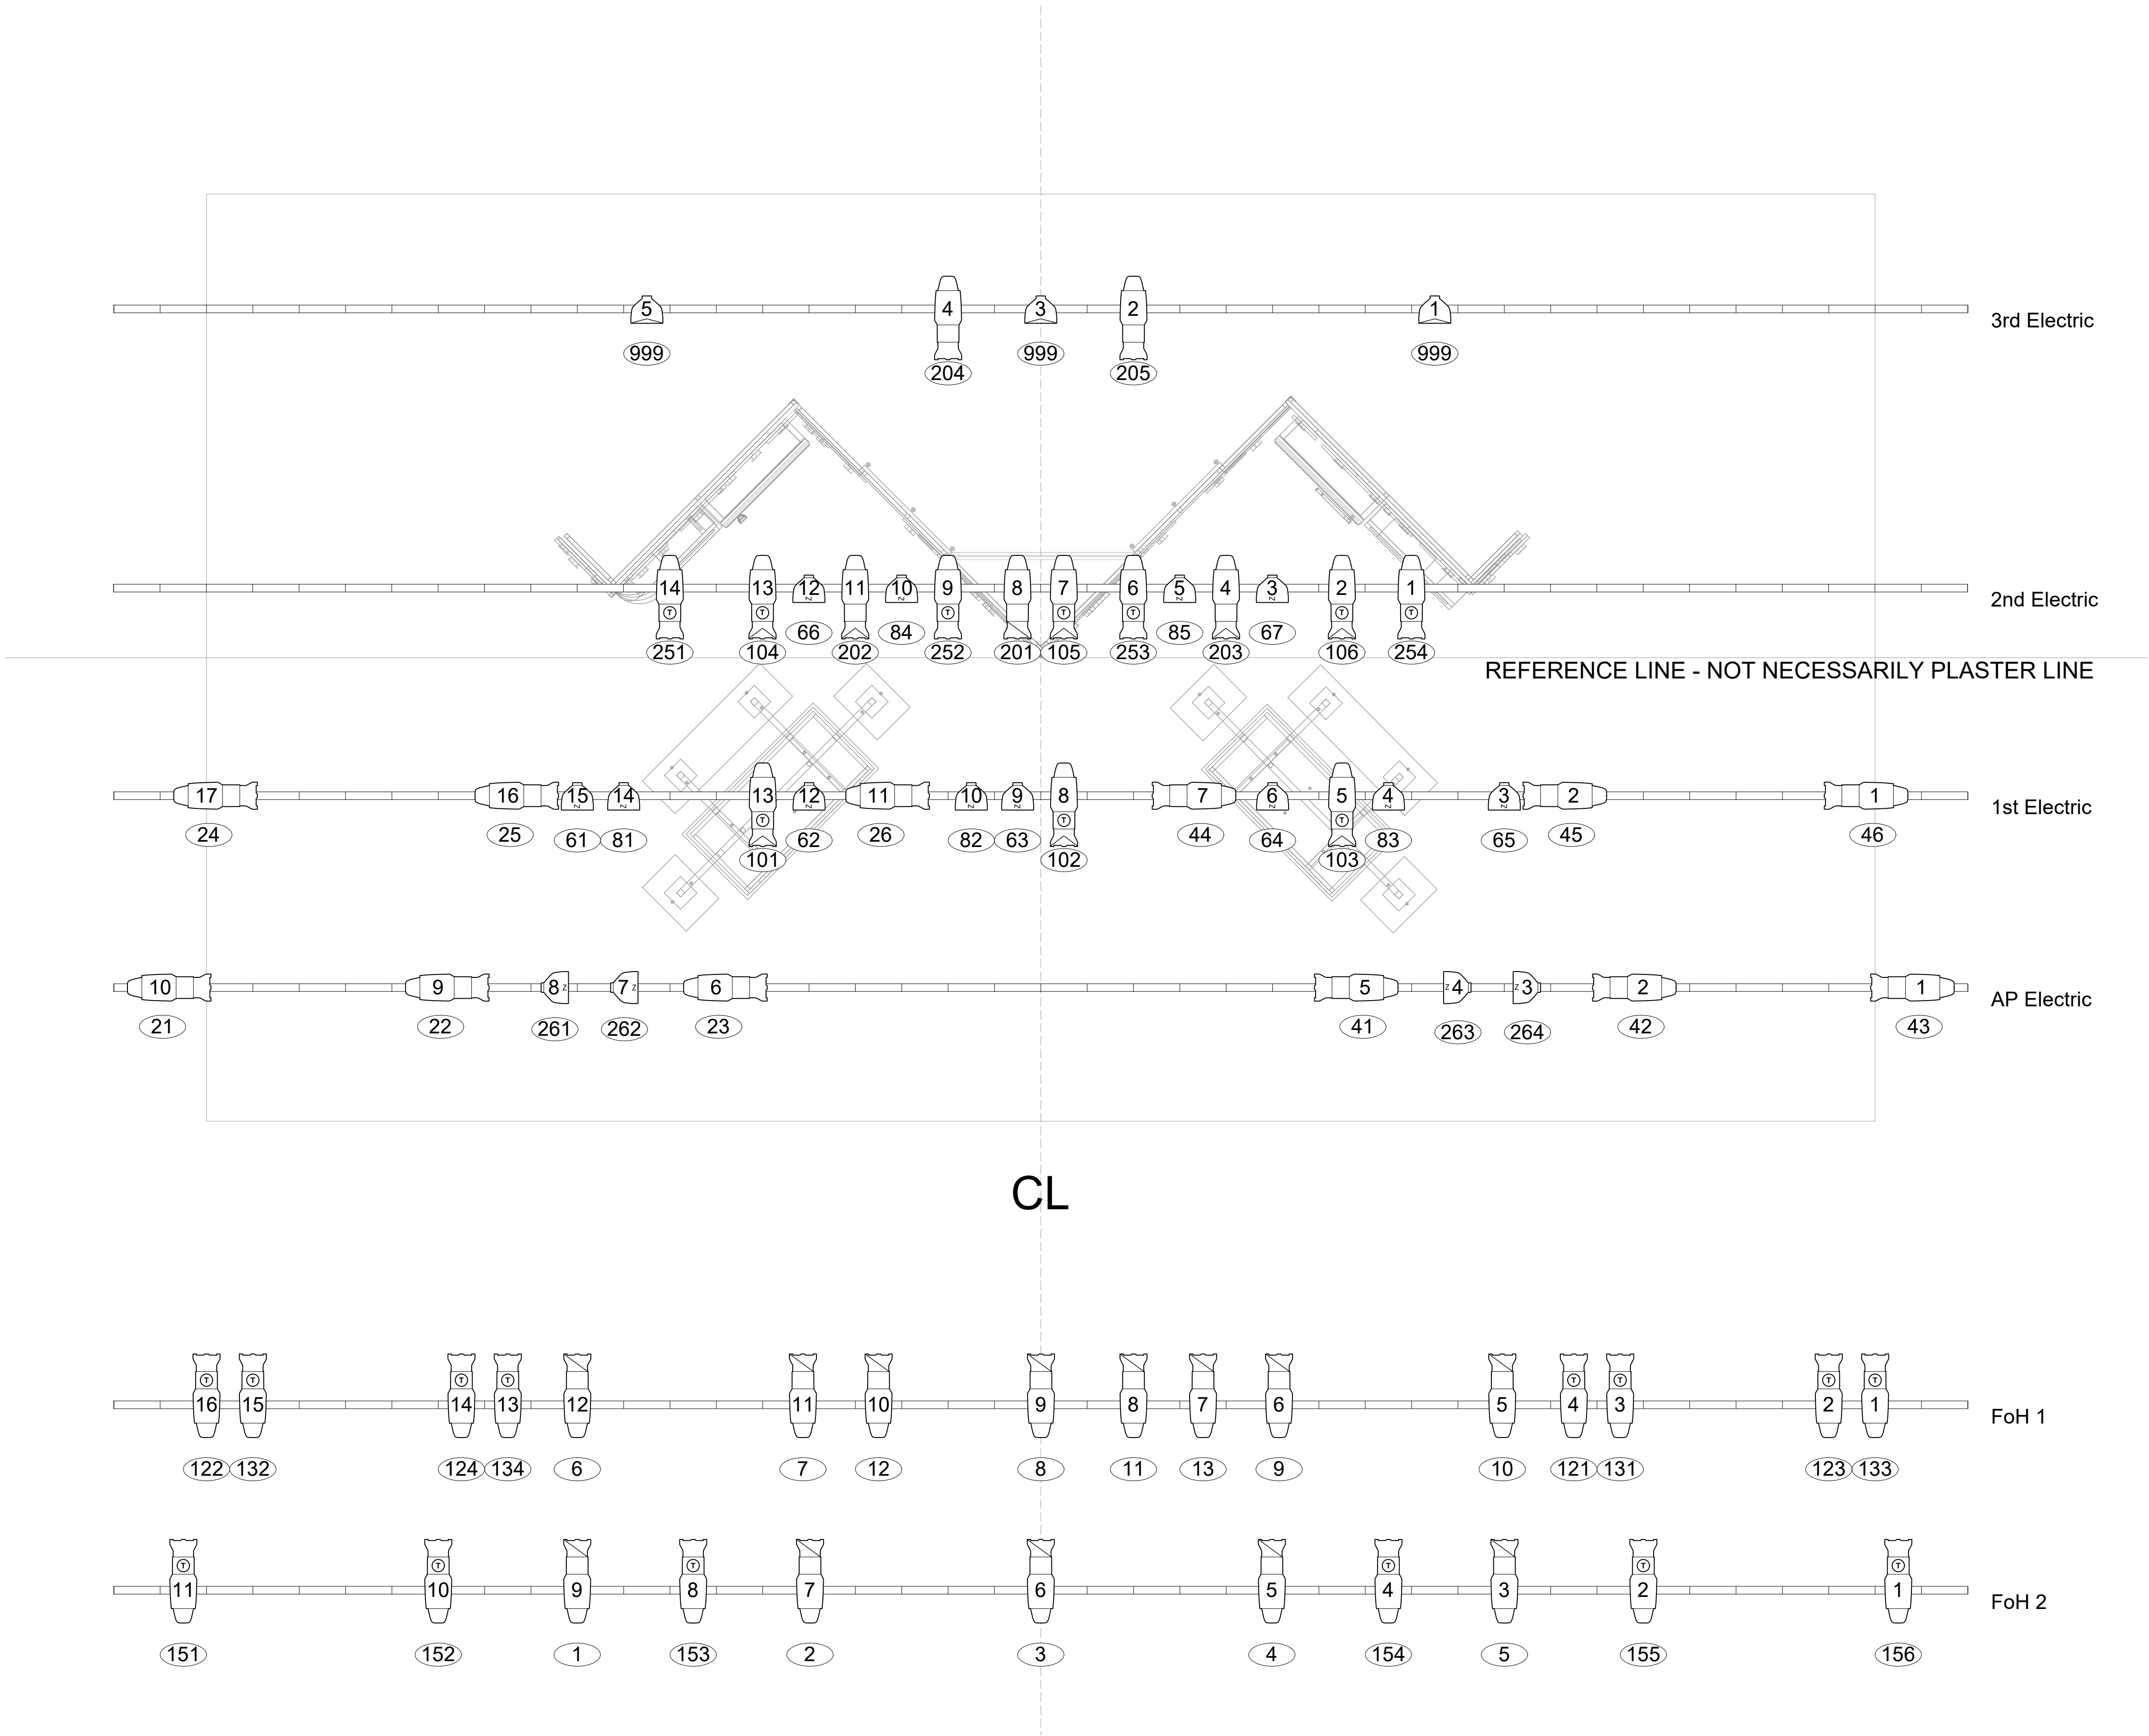 5 4 3 2 1
3rd Electric
999 999 999
204 205
14 13 12 11 10 9 8 7 6 5 4 3 2 1
Z Z Z Z
T T T T T T
2nd Electric
66 84 85 67
251 104 202 252 201 105 253 203 106 254
REFERENCE LINE - NOT NECESSARILY PLASTER LINE
17 16 15 14 13 12 11 10 9 8 7 6 5 4 3 2 1
Z Z Z Z Z Z Z Z
T T T
1st Electric
24 25 61 81 62 26 82 63 44 64 83 65 45 46
101 102 103
10 9 8 Z 7 Z 6 5 Z 4 Z 3 2 1
AP Electric
21 22 261 262 23 41 263 264 42 43
CL
T T T T T T T T
16 15 14 13 12 11 10 9 8 7 6 5 4 3 2 1
FoH 1
122 132 124 134 6 7 12 8 11 13 9 10 121 131 123 133
T T T T T T
11 10 9 8 7 6 5 4 3 2 1
FoH 2
151 152 1 153 2 3 4 154 5 155 156